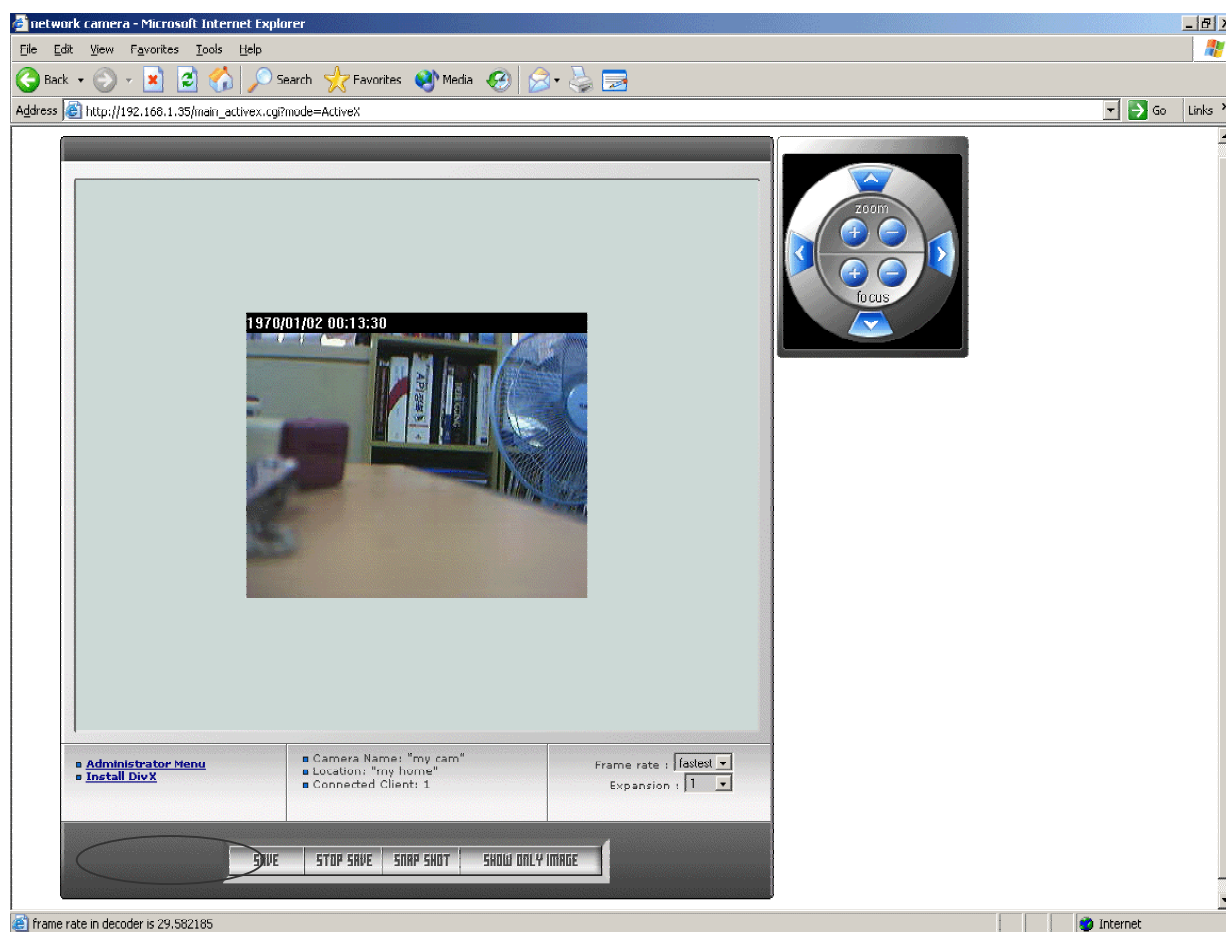 network camera - Microsoft Internet Explorer
File Edit View Favorites Tools Help
Back Search Favorites Media
Address http://192.168.1.35/main_activex.cgi?mode=ActiveX Go Links
zoom
focus
1970/01/02 00:13:30
API
Administrator Menu
Install DivX
Camera Name: "my cam"
Location: "my home"
Connected Client: 1
Frame rate : fastest
Expansion : 1
SAVE STOP SAVE SNAP SHOT SHOW ONLY IMAGE
frame rate in decoder is 29.582185 Internet